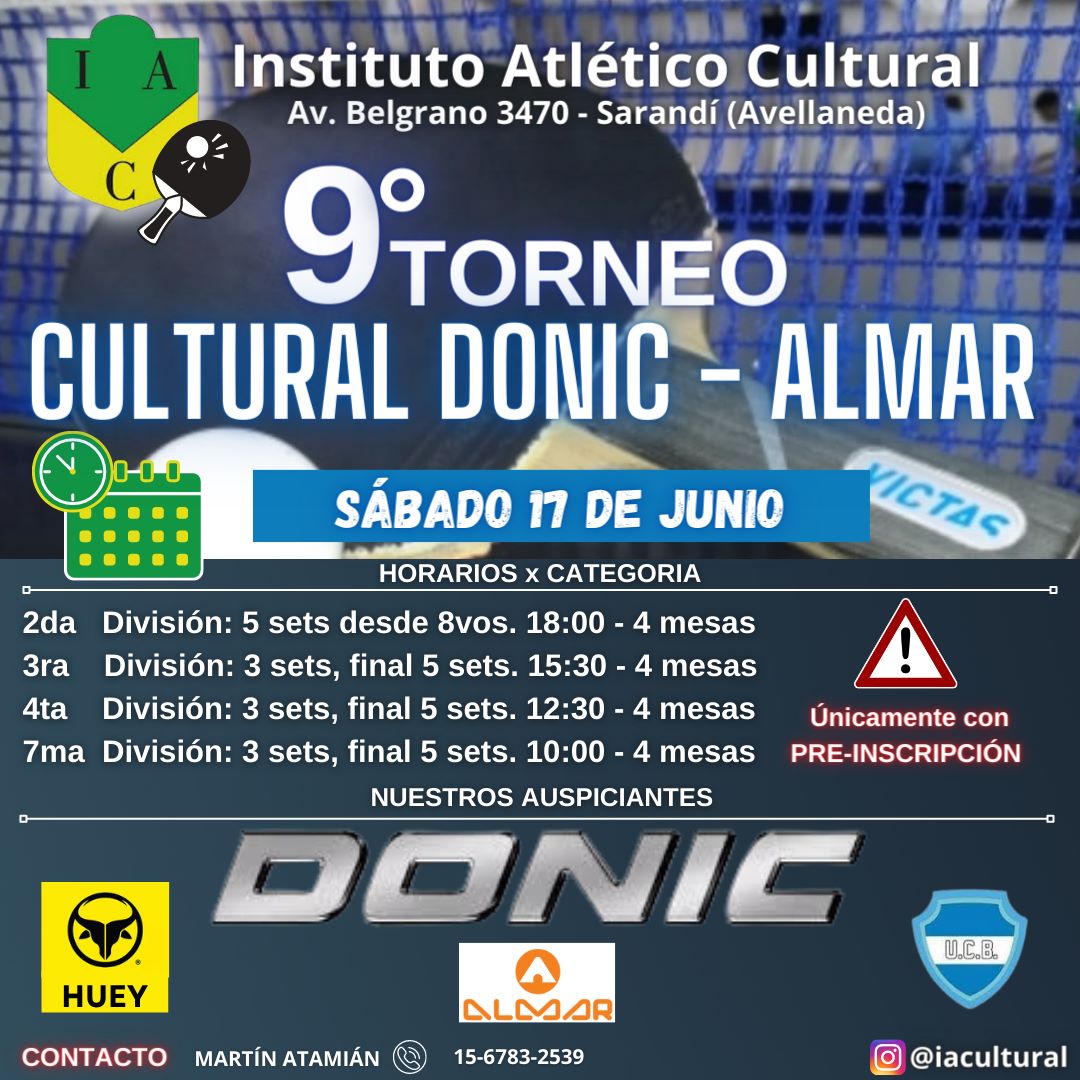 I A
C
Instituto Atlético Cultural
Av. Belgrano 3470 - Sarandí (Avellaneda)
9° TORNEO
CULTURAL DONIC - ALMAR
SÁBADO 17 DE JUNIO
VICTAS
HORARIOS x CATEGORIA
2da División: 5 sets desde 8vos. 18:00 - 4 mesas
3ra División: 3 sets, final 5 sets. 15:30 - 4 mesas
4ta División: 3 sets, final 5 sets. 12:30 - 4 mesas
7ma División: 3 sets, final 5 sets. 10:00 - 4 mesas
!
Únicamente con
PRE-INSCRIPCIÓN
NUESTROS AUSPICIANTES
DONIC
HUEY
®
ALMAR
U.C.B.
CONTACTO MARTÍN ATAMIÁN 15-6783-2539 @iacultural